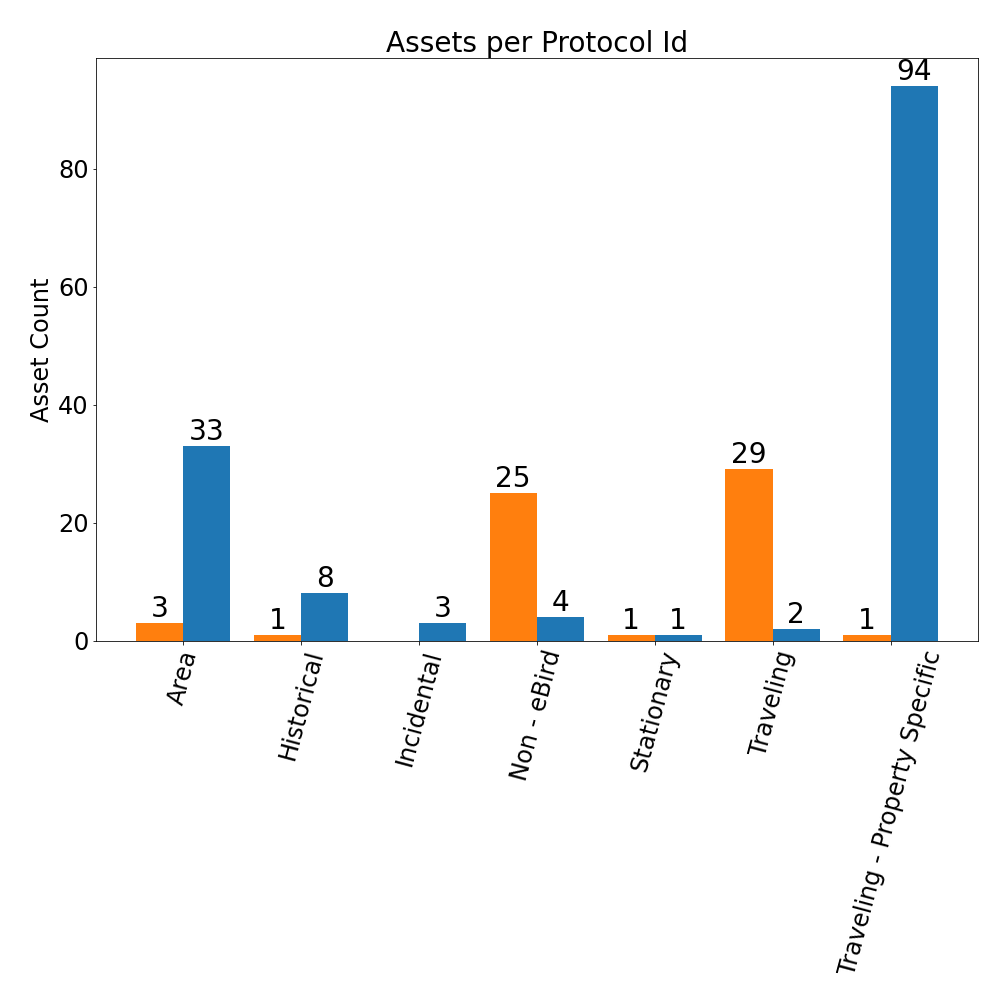 Assets per Protocol Id
Asset Count
80
60
40
20
0
3
33
1
8
3
25
4
1
1
29
2
1
94
Area
Historical
Incidental
Non - eBird
Stationary
Traveling
Traveling - Property Specific